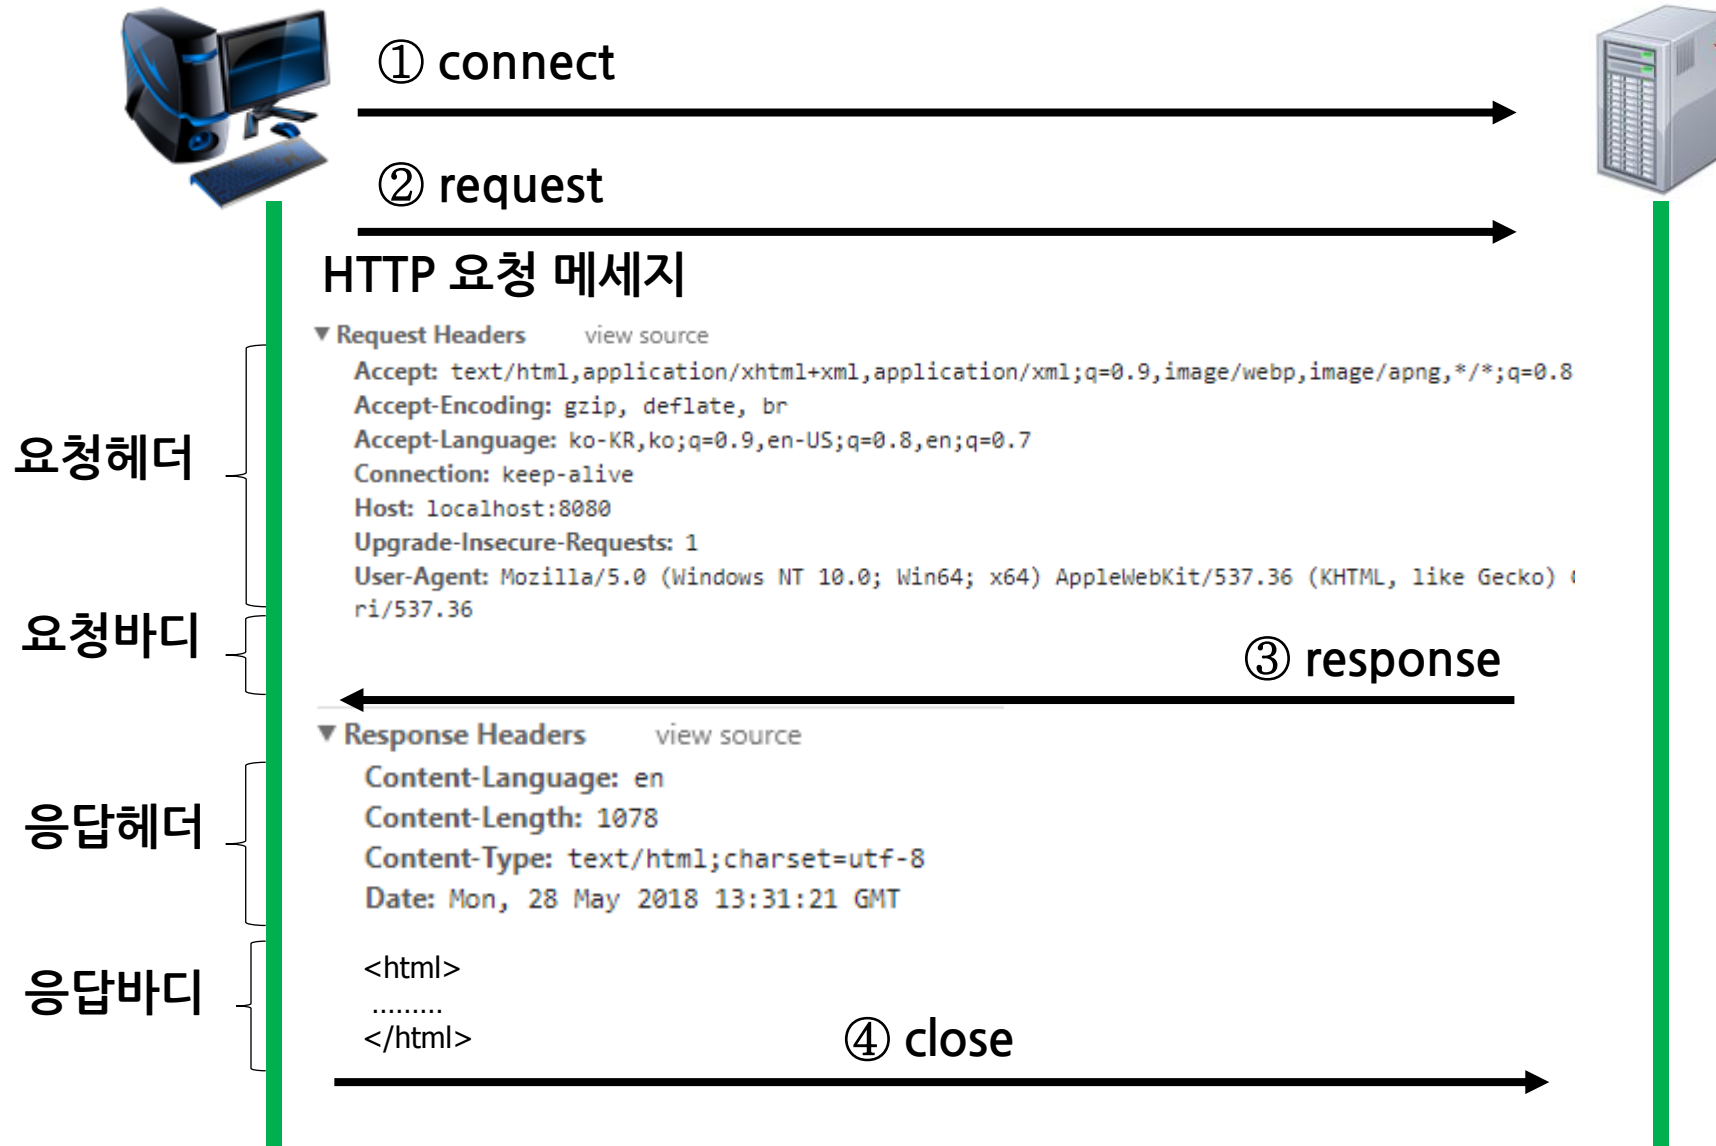 ① connect
② request
HTTP 요청 메세지
▼ Request Headers view source
Accept: text/html,application/xhtml+xml,application/xml;q=0.9,image/webp,image/apng,*/*;q=0.8
Accept-Encoding: gzip, deflate, br
Accept-Language: ko-KR,ko;q=0.9,en-US;q=0.8,en;q=0.7
요청헤더
Connection: keep-alive
Host: localhost:8080
Upgrade-Insecure-Requests: 1
User-Agent: Mozilla/5.0 (Windows NT 10.0; Win64; x64) AppleWebKit/537.36 (KHTML, like Gecko)
ri/537.36
요청바디
③ response
▼ Response Headers view source
Content-Language: en
Content-Length: 1078
응답헤더
Content-Type: text/html;charset=utf-8
Date: Mon, 28 May 2018 13:31:21 GMT
<html>
응답바디
.........
</html>
④ close